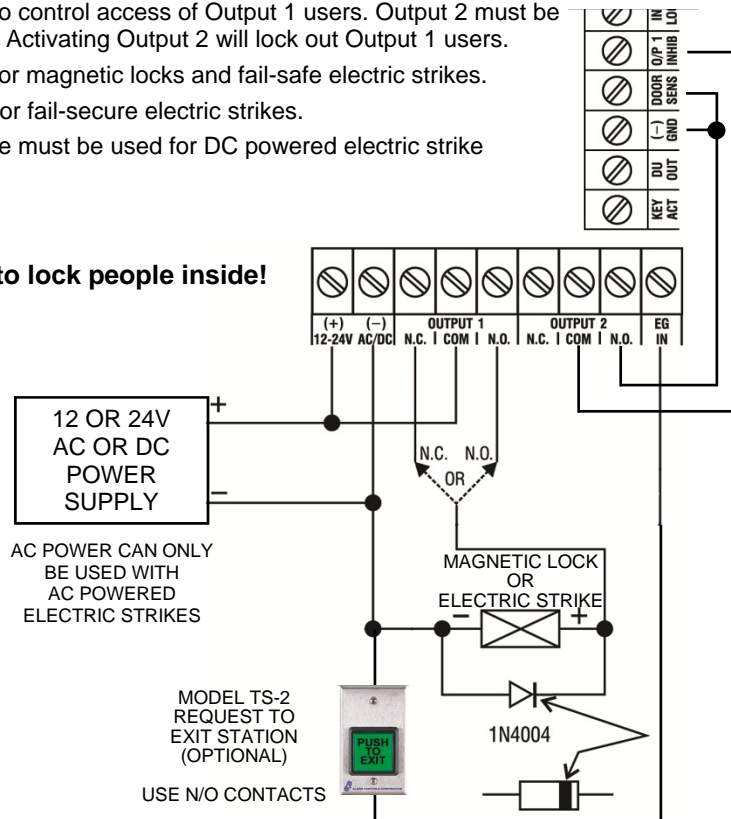 o control access of Output 1 users. Output 2 must be
Activating Output 2 will lock out Output 1 users.
or magnetic locks and fail-safe electric strikes.
or fail-secure electric strikes.
e must be used for DC powered electric strike
to lock people inside!
IN
O/P 1
INHIB
DOOR
SENS
(–)
GND
DU
OUT
KEY
ACT
(+)
12-24V
(–)
AC/DC
OUTPUT 1
N.C. | COM | N.O.
OUTPUT 2
N.C. | COM | N.O.
EG
IN
12 OR 24V
AC OR DC
POWER
SUPPLY
+
–
AC POWER CAN ONLY
BE USED WITH
AC POWERED
ELECTRIC STRIKES
N.C. N.O.
OR
MAGNETIC LOCK
OR
ELECTRIC STRIKE
– +
1N4004
MODEL TS-2
REQUEST TO
EXIT STATION
(OPTIONAL)
USE N/O CONTACTS
PUSH
TO
EXIT